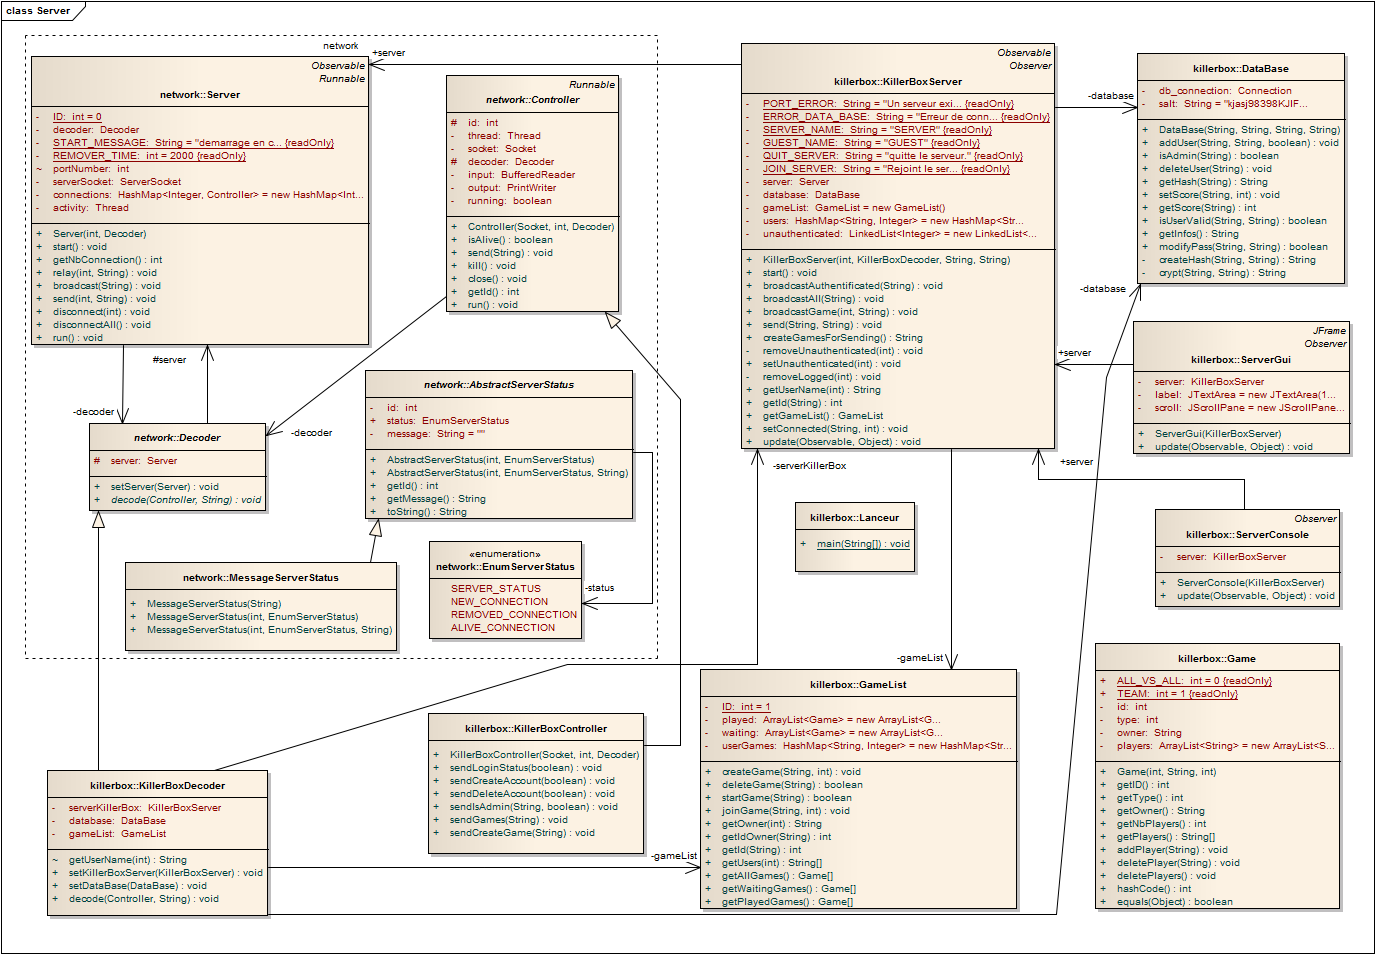 class Server
network
+server
Observable
Runnable
network::Server
- ID: int = 0
- decoder: Decoder
- START_MESSAGE: String = "demarrage en c... {readOnly}
- REMOVER_TIME: int = 2000 {readOnly}
~ portNumber: int
- serverSocket: ServerSocket
- connections: HashMap<Integer, Controller> = new HashMap<Int...
- activity: Thread
+ Server(int, Decoder)
+ start() : void
+ getNbConnection() : int
+ relay(int, String) : void
+ broadcast(String) : void
+ send(int, String) : void
+ disconnect(int) : void
+ disconnectAll() : void
+ run() : void
Runnable
network::Controller
# id: int
- thread: Thread
- socket: Socket
# decoder: Decoder
- input: BufferedReader
- output: PrintWriter
- running: boolean
+ Controller(Socket, int, Decoder)
+ isAlive() : boolean
+ send(String) : void
+ kill() : void
+ close() : void
+ getId() : int
+ run() : void
Observable
Observer
killerbox::KillerBoxServer
- PORT_ERROR: String = "Un serveur exi... {readOnly}
- ERROR_DATA_BASE: String = "Erreur de conn... {readOnly}
- SERVER_NAME: String = "SERVER" {readOnly}
- GUEST_NAME: String = "GUEST" {readOnly}
- QUIT_SERVER: String = "quitte le serveur." {readOnly}
- JOIN_SERVER: String = "Rejoint le ser... {readOnly}
- server: Server
- database: DataBase
- gameList: GameList = new GameList()
- users: HashMap<String, Integer> = new HashMap<Str...
- unauthenticated: LinkedList<Integer> = new LinkedList<...
+ KillerBoxServer(int, KillerBoxDecoder, String, String)
+ start() : void
+ broadcastAuthentificated(String) : void
+ broadcastAll(String) : void
+ broadcastGame(int, String) : void
+ send(String, String) : void
+ createGamesForSending() : String
- removeUnauthenticated(int) : void
+ setUnauthenticated(int) : void
- removeLogged(int) : void
+ getUserName(int) : String
+ getId(String) : int
+ getGameList() : GameList
+ setConnected(String, int) : void
+ update(Observable, Object) : void
-database
killerbox::DataBase
- db_connection: Connection
- salt: String = "kjasj98398KJIF...
+ DataBase(String, String, String, String)
+ addUser(String, String, boolean) : void
+ isAdmin(String) : boolean
+ deleteUser(String) : void
+ getHash(String) : String
+ setScore(String, int) : void
+ getScore(String) : int
+ isUserValid(String, String) : boolean
+ getInfos() : String
+ modifyPass(String, String) : boolean
- createHash(String, String) : String
- crypt(String, String) : String
-database
+server
JFrame
Observer
killerbox::ServerGui
- server: KillerBoxServer
- label: JTextArea = new JTextArea(1...
- scroll: JScrollPane = new JScrollPane...
+ ServerGui(KillerBoxServer)
+ update(Observable, Object) : void
#server
-decoder
-decoder
network::Decoder
# server: Server
+ setServer(Server) : void
+ decode(Controller, String) : void
network::AbstractServerStatus
- id: int
+ status: EnumServerStatus
- message: String = ""
+ AbstractServerStatus(int, EnumServerStatus)
+ AbstractServerStatus(int, EnumServerStatus, String)
+ getId() : int
+ getMessage() : String
+ toString() : String
-serverKillerBox
+server
killerbox::Lanceur
+ main(String[]) : void
Observer
killerbox::ServerConsole
- server: KillerBoxServer
+ ServerConsole(KillerBoxServer)
+ update(Observable, Object) : void
network::MessageServerStatus
+ MessageServerStatus(String)
+ MessageServerStatus(int, EnumServerStatus)
+ MessageServerStatus(int, EnumServerStatus, String)
«enumeration»
network::EnumServerStatus
SERVER_STATUS
NEW_CONNECTION
REMOVED_CONNECTION
ALIVE_CONNECTION
-status
-gameList
killerbox::GameList
- ID: int = 1
- played: ArrayList<Game> = new ArrayList<G...
- waiting: ArrayList<Game> = new ArrayList<G...
- userGames: HashMap<String, Integer> = new HashMap<Str...
+ createGame(String, int) : void
+ deleteGame(String) : boolean
+ startGame(String) : boolean
+ joinGame(String, int) : void
+ getOwner(int) : String
+ getIdOwner(String) : int
+ getId(String) : int
+ getUsers(int) : String[]
+ getAllGames() : Game[]
+ getWaitingGames() : Game[]
+ getPlayedGames() : Game[]
killerbox::Game
+ ALL_VS_ALL: int = 0 {readOnly}
+ TEAM: int = 1 {readOnly}
- id: int
- type: int
- owner: String
- players: ArrayList<String> = new ArrayList<S...
+ Game(int, String, int)
+ getID() : int
+ getType() : int
+ getOwner() : String
+ getNbPlayers() : int
+ getPlayers() : String[]
+ addPlayer(String) : void
+ deletePlayer(String) : void
+ deletePlayers() : void
+ hashCode() : int
+ equals(Object) : boolean
killerbox::KillerBoxController
+ KillerBoxController(Socket, int, Decoder)
+ sendLoginStatus(boolean) : void
+ sendCreateAccount(boolean) : void
+ sendDeleteAccount(boolean) : void
+ sendIsAdmin(String, boolean) : void
+ sendGames(String) : void
+ sendCreateGame(String) : void
-gameList
killerbox::KillerBoxDecoder
- serverKillerBox: KillerBoxServer
- database: DataBase
- gameList: GameList
~ getUserName(int) : String
+ setKillerBoxServer(KillerBoxServer) : void
+ setDataBase(DataBase) : void
+ decode(Controller, String) : void